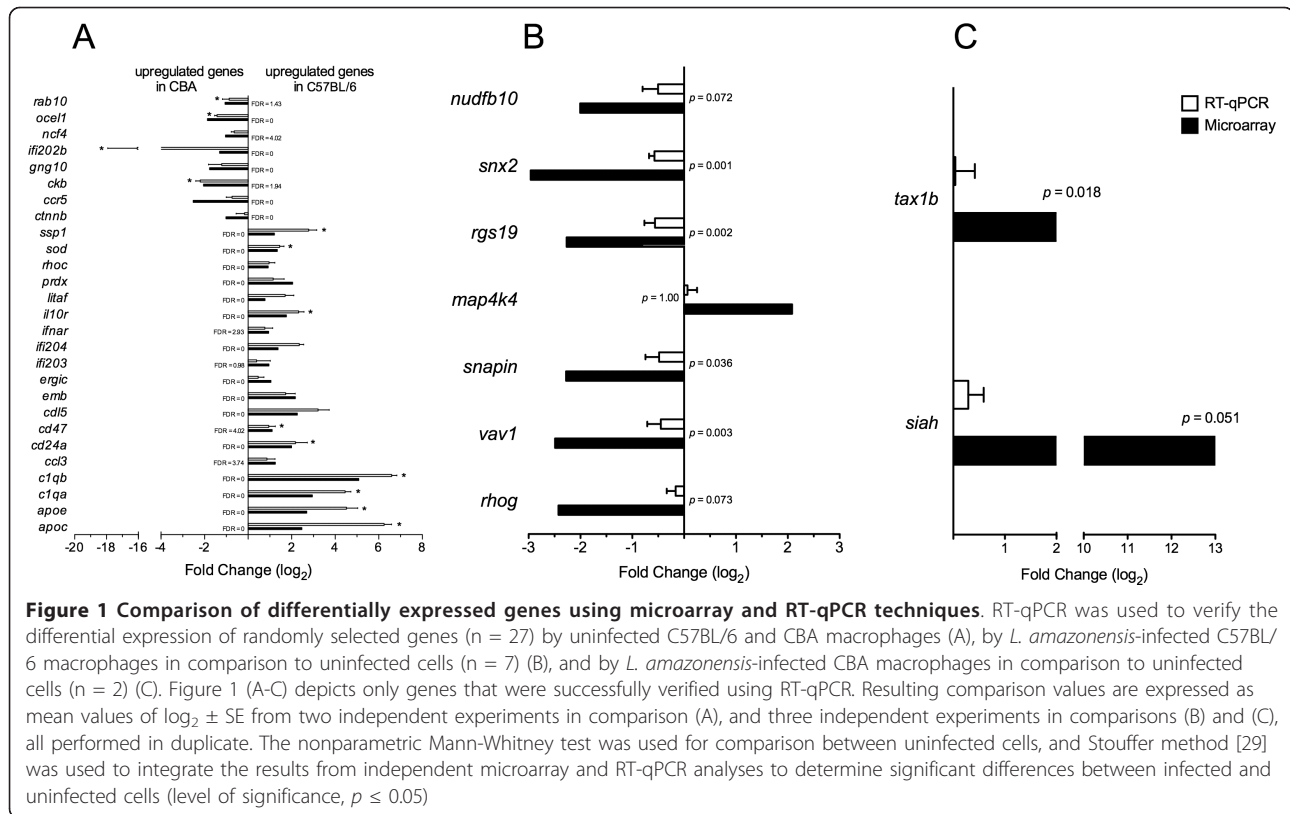 A
upregulated genes in CBA
upregulated genes in C57BL/6
rab10 * FDR = 1.43
ocel1 * FDR = 0
ncf4 FDR = 4.02
ifi202b * FDR = 0
gng10 FDR = 0
ckb * FDR = 1.94
ccr5 FDR = 0
ctnnb FDR = 0
ssp1 FDR = 0 *
sod FDR = 0 *
rhoc FDR = 0
prdx FDR = 0
litaf FDR = 0
il10r FDR = 0 *
ifnar FDR = 2.93
ifi204 FDR = 0
ifi203 FDR = 0.98
ergic FDR = 0
emb FDR = 0
cdl5 FDR = 0
cd47 FDR = 4.02 *
cd24a FDR = 0 *
ccl3 FDR = 3.74
c1qb FDR = 0 *
c1qa FDR = 0 *
apoe FDR = 0 *
apoc FDR = 0 *
-20 -18 -16 -4 -2 2 4 6 8
Fold Change (log2)
B
nudfb10 p = 0.072
snx2 p = 0.001
rgs19 p = 0.002
map4k4 p = 1.00
snapin p = 0.036
vav1 p = 0.003
rhog p = 0.073
-3 -2 -1 0 1 2 3
Fold Change (log2)
C
RT-qPCR
Microarray
tax1b p = 0.018
siah p = 0.051
1 2 10 11 12 13
Fold Change (log2)
Figure 1 Comparison of differentially expressed genes using microarray and RT-qPCR techniques. RT-qPCR was used to verify the
differential expression of randomly selected genes (n = 27) by uninfected C57BL/6 and CBA macrophages (A), by L. amazonensis-infected C57BL/
6 macrophages in comparison to uninfected cells (n = 7) (B), and by L. amazonensis-infected CBA macrophages in comparison to uninfected
cells (n = 2) (C). Figure 1 (A-C) depicts only genes that were successfully verified using RT-qPCR. Resulting comparison values are expressed as
mean values of log2 ± SE from two independent experiments in comparison (A), and three independent experiments in comparisons (B) and (C),
all performed in duplicate. The nonparametric Mann-Whitney test was used for comparison between uninfected cells, and Stouffer method [29]
was used to integrate the results from independent microarray and RT-qPCR analyses to determine significant differences between infected and
uninfected cells (level of significance, p ≤ 0.05)